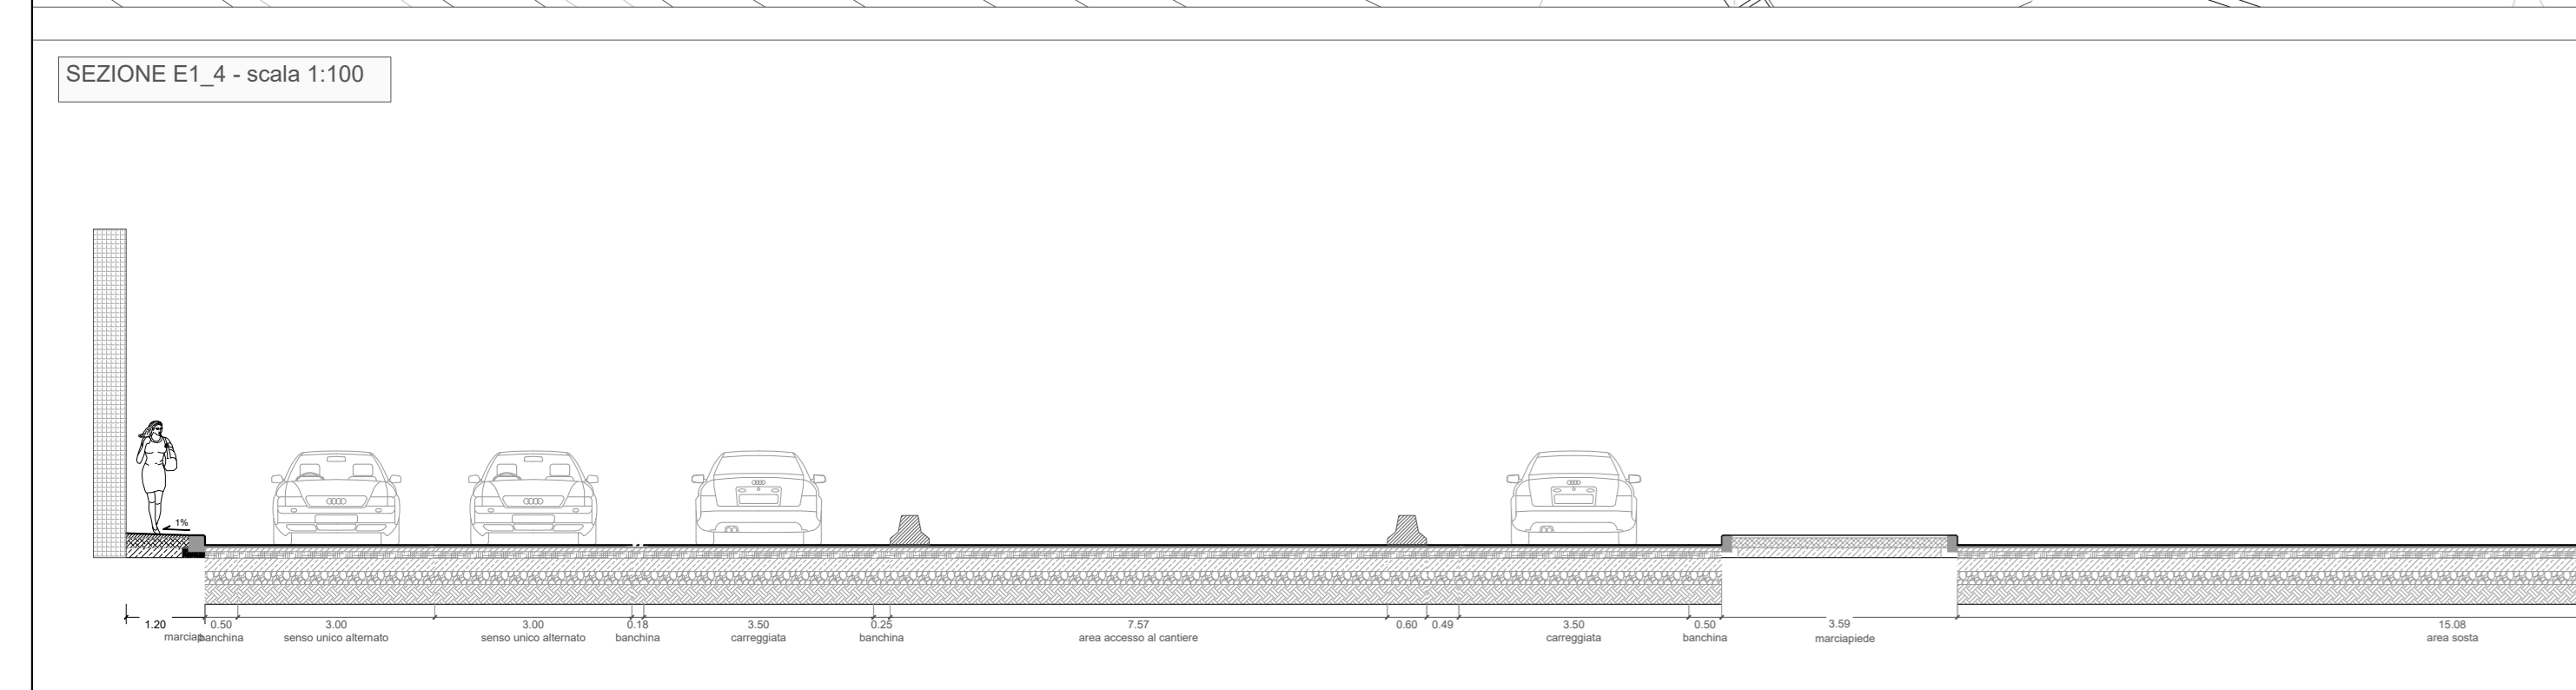 SEZIONE E1_4 - scala 1:100
1%
1.20 0.50 3.00 3.00 0.18 3.50 0.25 7.57 0.60 0.49 3.50 0.50 3.59 15.08
banchina senso unico alternato senso unico alternato banchina carreggiata banchina area accesso al cantiere carreggiata banchina marciapiede area sosta